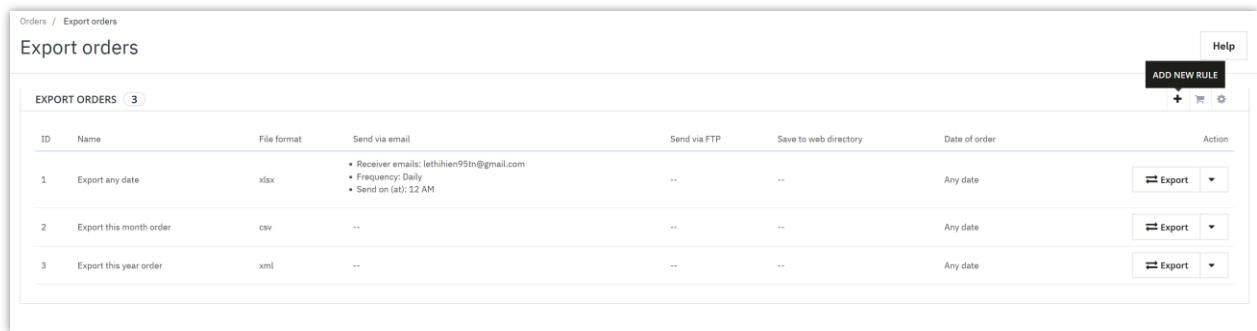 Orders / Export orders
Export orders
Help
ADD NEW RULE
EXPORT ORDERS 3
ID Name File format Send via email Send via FTP Save to web directory Date of order Action
• Receiver emails: lethihien95tn@gmail.com
• Frequency: Daily
• Send on (at): 12 AM
1 Export any date xlsx -- -- Any date Export
2 Export this month order csv -- -- -- Any date Export
3 Export this year order xml -- -- -- Any date Export